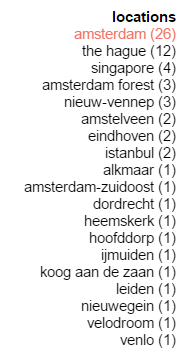 locations
amsterdam (26)
the hague (12)
singapore (4)
amsterdam forest (3)
nieuw-vennep (3)
amstelveen (2)
eindhoven (2)
istanbul (2)
alkmaar (1)
amsterdam-zuidoost (1)
dordrecht (1)
heemskerk (1)
hoofddorp (1)
ijmuiden (1)
koog aan de zaan (1)
leiden (1)
nieuwegein (1)
velodroom (1)
venlo (1)